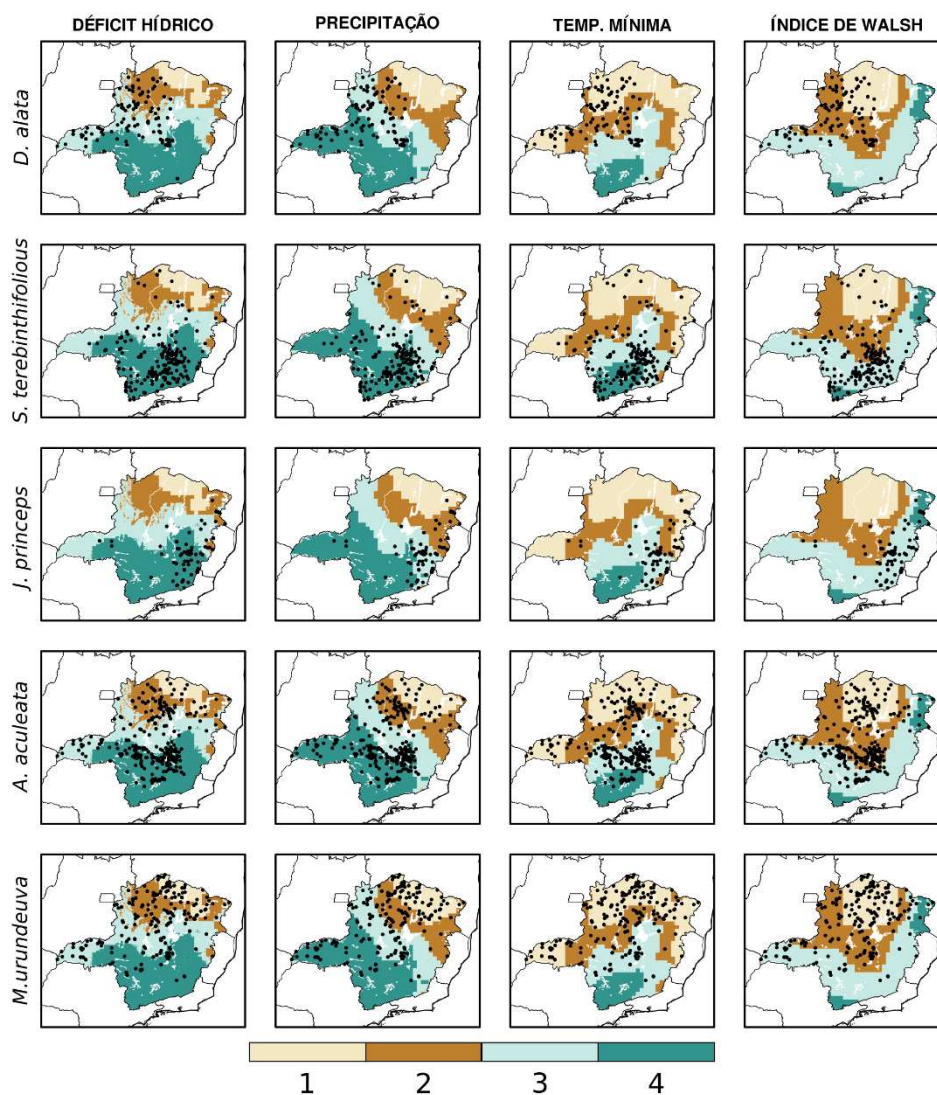 DÉFICIT HÍDRICO PRECIPITAÇÃO TEMP. MÍNIMA ÍNDICE DE WALSH
D. alata
S. terebinthifolious
J. princeps
A. aculeata
M.urundeuva
1 2 3 4